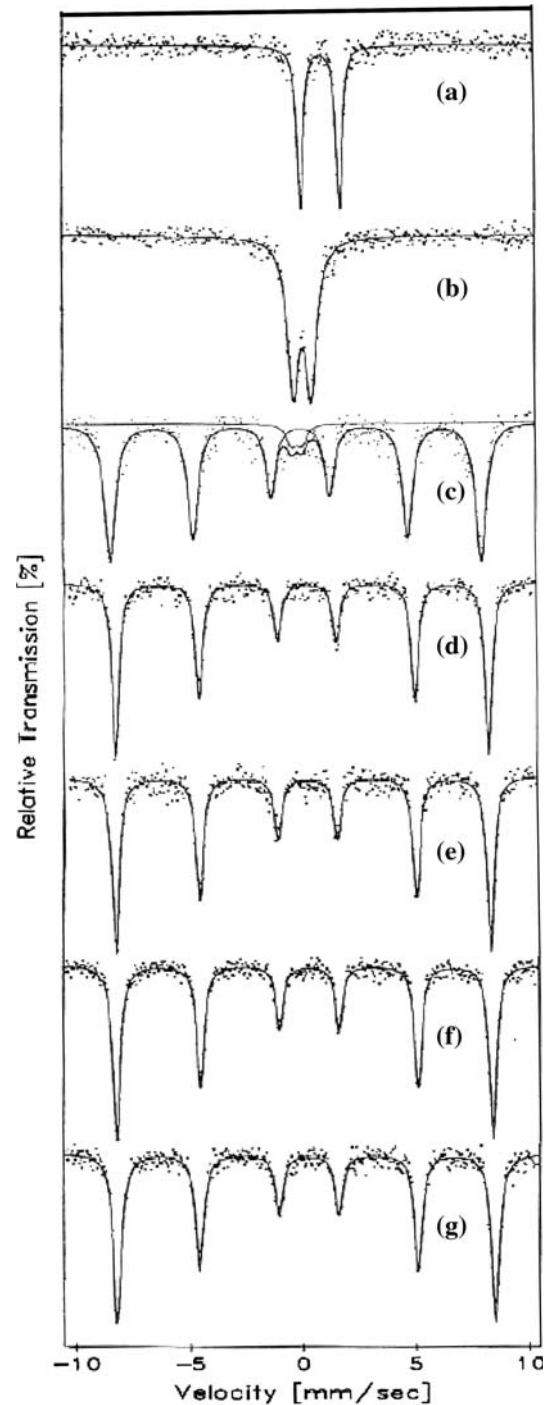 (a)
(b)
(c)
(d)
(e)
(f)
(g)
Relative Transmission [%]
-10 -5 0 5 10
Velocity [mm/sec]